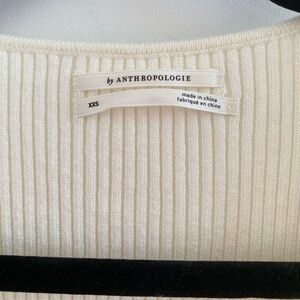 by ANTHROPOLOGIE
XXS
made in china
fabriqué en chine